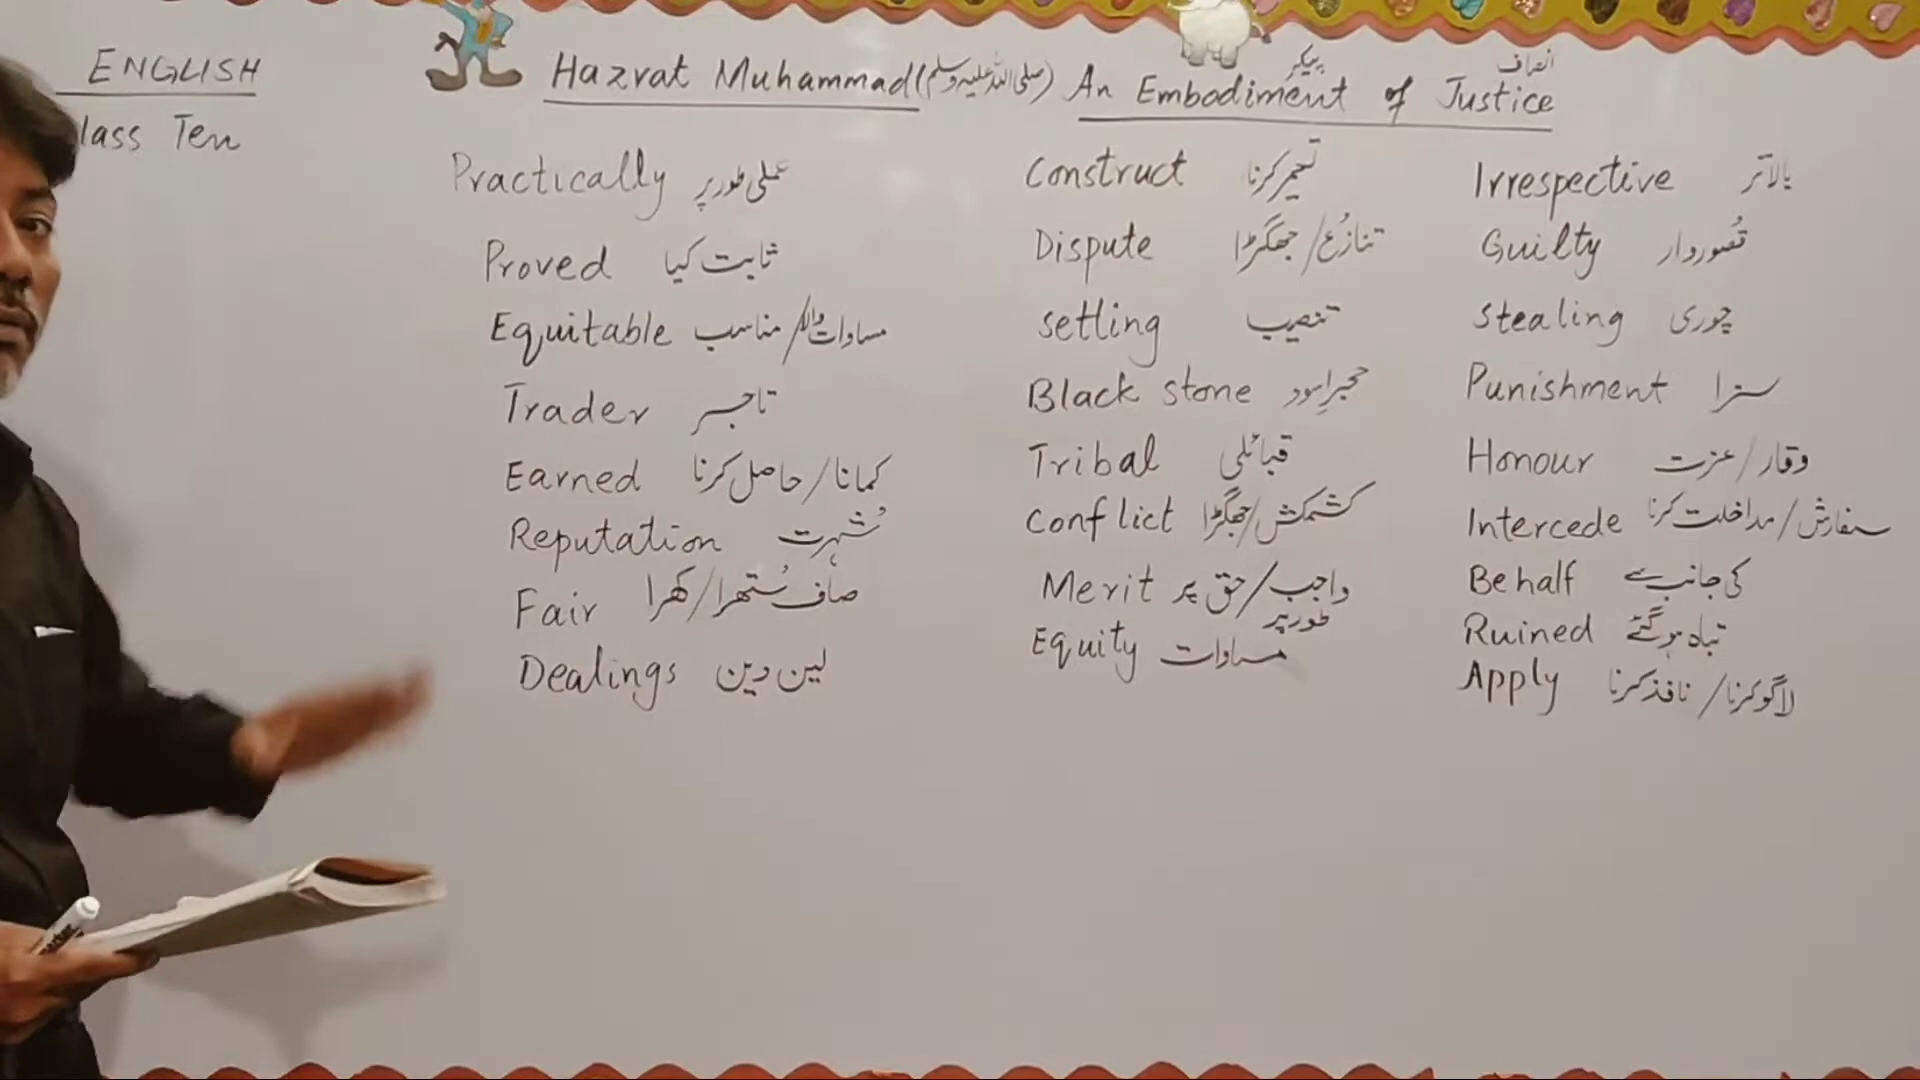 ENGLISH
lass Ten
انصاف
پیکر
Hazrat Muhammad (صلی اللہ علیہ وسلم) An Embodiment of Justice
Practically عملی طور پر
Proved ثابت کیا
Equitable مناسب/مساوات والا
Trader تاجر
Earned کمانا/حاصل کرنا
Reputation شُہرت
Fair صاف سُتھرا/کھرا
Dealings لین دین
Construct تعمیر کرنا
Dispute تنازُع/جھگڑا
setling تنصیب
Black stone حجرِاسود
Tribal قبائلی
Conflict کشمکش/جھگڑا
Merit واجب/حق پر
طور پر
Equity مساوات
Irrespective بالاتر
Guilty قُصوردار
Stealing چوری
Punishment سزا
Honour وقار/عزت
Intercede سفارش/مداخلت کرنا
Behalf کی جانب سے
Ruined تباہ ہوگئے
Apply لاگو کرنا/نافذ کرنا